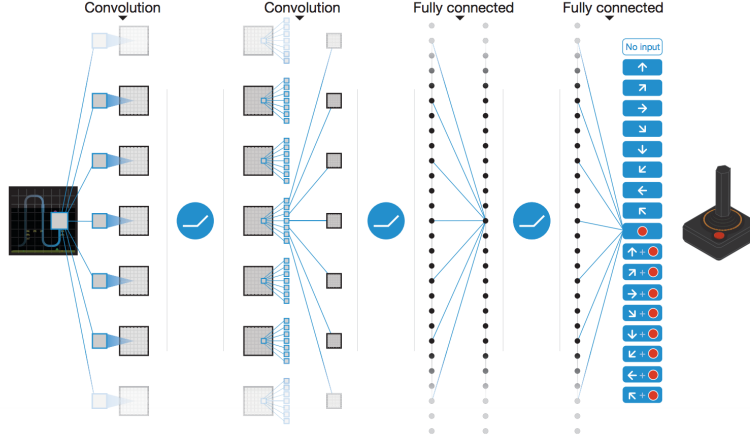 Convolution
Convolution
Fully connected
Fully connected
No input
+
+
+
+
+
+
+
+